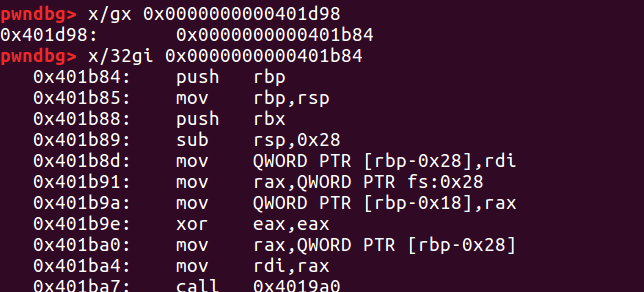 pwndbg> x/gx 0x0000000000401d98
0x401d98: 0x0000000000401b84
pwndbg> x/32gi 0x0000000000401b84
0x401b84: push rbp
0x401b85: mov rbp,rsp
0x401b88: push rbx
0x401b89: sub rsp,0x28
0x401b8d: mov QWORD PTR [rbp-0x28],rdi
0x401b91: mov rax,QWORD PTR fs:0x28
0x401b9a: mov QWORD PTR [rbp-0x18],rax
0x401b9e: xor eax,eax
0x401ba0: mov rax,QWORD PTR [rbp-0x28]
0x401ba4: mov rdi,rax
0x401ba7: call 0x4019a0